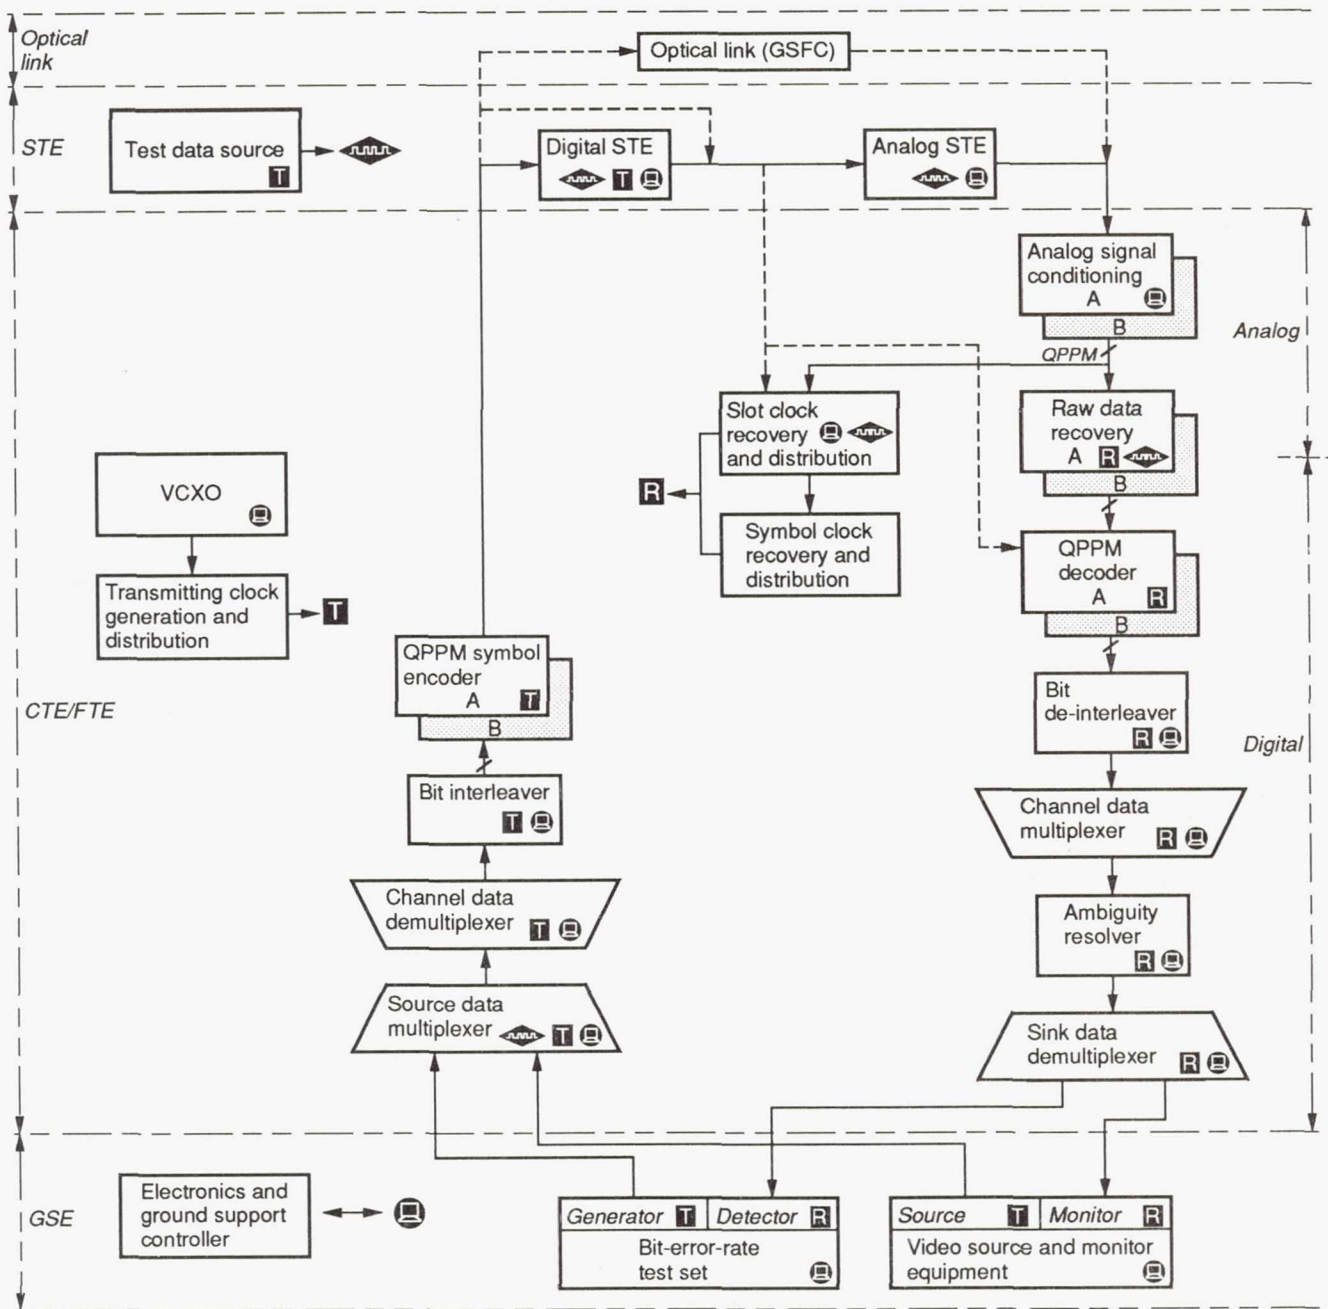 Optical
link
Optical link (GSFC)
STE
Test data source
T
Digital STE
T
Analog STE
Analog signal
conditioning
A
B
Analog
QPPM
Slot clock
recovery
and distribution
Raw data
recovery
A R
B
R
VCXO
Symbol clock
recovery and
distribution
QPPM
decoder
A R
B
Transmitting clock
generation and
distribution
T
QPPM symbol
encoder
A T
B
CTE/FTE
Bit
de-interleaver
R
Digital
Bit interleaver
T
Channel data
multiplexer
R
Channel data
demultiplexer
T
Ambiguity
resolver
R
Source data
multiplexer
T
Sink data
demultiplexer
R
GSE
Electronics and
ground support
controller
Generator T Detector R
Bit-error-rate
test set
Source T Monitor R
Video source and monitor
equipment